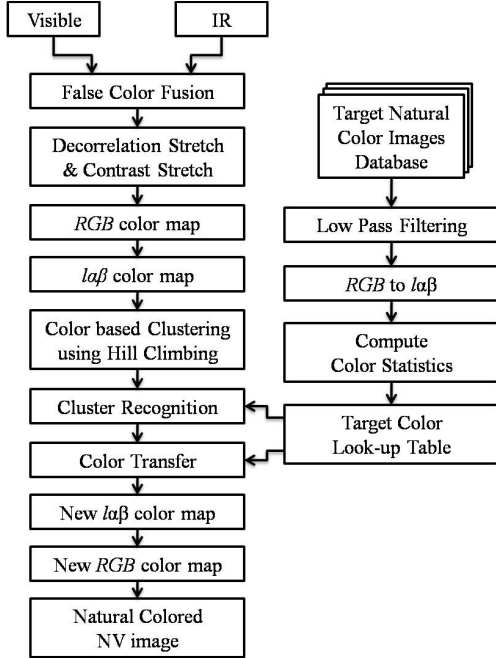 Visible
IR
False Color Fusion
Decorrelation Stretch
& Contrast Stretch
RGB color map
lαβ color map
Color based Clustering
using Hill Climbing
Cluster Recognition
Color Transfer
New lαβ color map
New RGB color map
Natural Colored
NV image
Target Natural
Color Images
Database
Low Pass Filtering
RGB to lαβ
Compute
Color Statistics
Target Color
Look-up Table